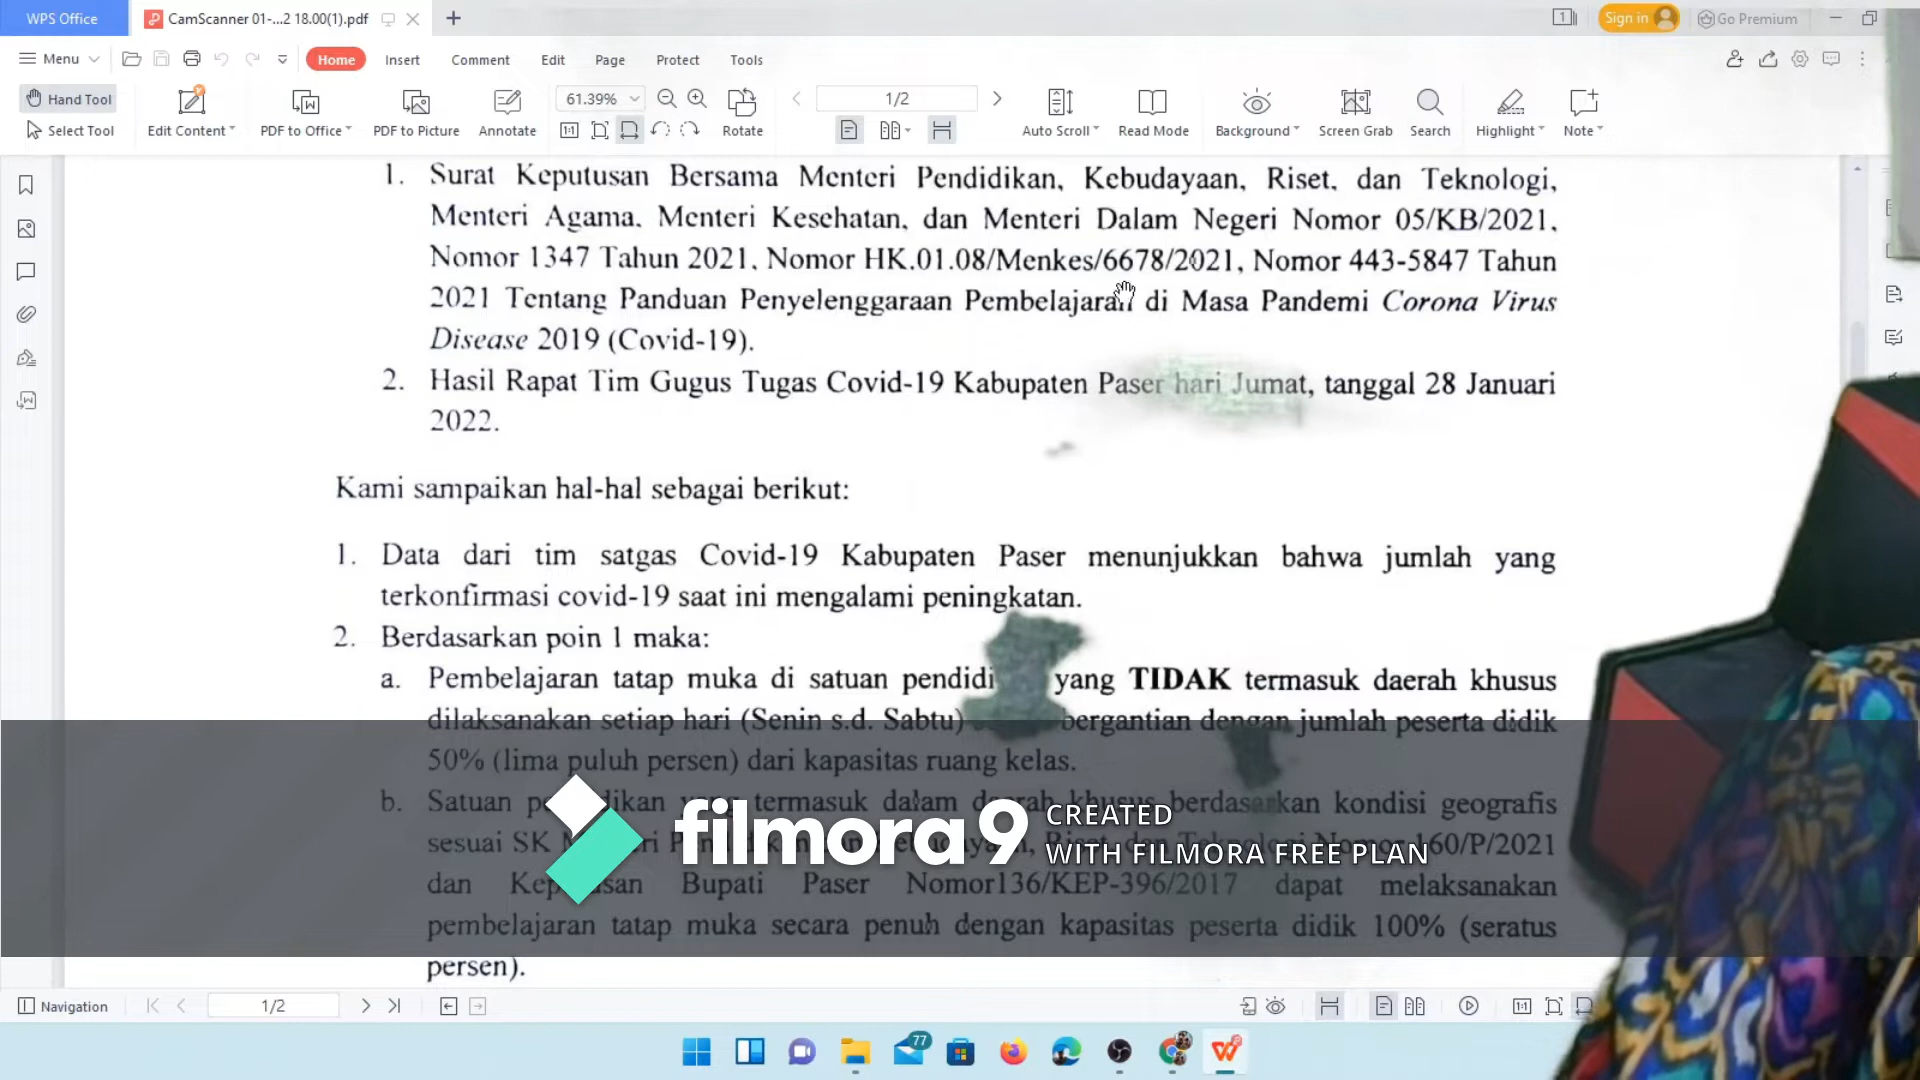 WPS Office
CamScanner 01-...2 18.00(1).pdf
1
Sign in
Go Premium
Menu
Home
Insert
Comment
Edit
Page
Protect
Tools
Hand Tool
Select Tool
Edit Content
PDF to Office
PDF to Picture
Annotate
61.39%
Rotate
1/2
Auto Scroll
Read Mode
Background
Screen Grab
Search
Highlight
Note
1. Surat Keputusan Bersama Menteri Pendidikan, Kebudayaan, Riset, dan Teknologi,
Menteri Agama, Menteri Kesehatan, dan Menteri Dalam Negeri Nomor 05/KB/2021,
Nomor 1347 Tahun 2021, Nomor HK.01.08/Menkes/6678/2021, Nomor 443-5847 Tahun
2021 Tentang Panduan Penyelenggaraan Pembelajaran di Masa Pandemi Corona Virus
Disease 2019 (Covid-19).
2. Hasil Rapat Tim Gugus Tugas Covid-19 Kabupaten Paser hari Jumat, tanggal 28 Januari
2022.
Kami sampaikan hal-hal sebagai berikut:
1. Data dari tim satgas Covid-19 Kabupaten Paser menunjukkan bahwa jumlah yang
terkonfirmasi covid-19 saat ini mengalami peningkatan.
2. Berdasarkan poin 1 maka:
a. Pembelajaran tatap muka di satuan pendidi yang TIDAK termasuk daerah khusus
dilaksanakan setiap hari (Senin s.d. Sabtu) bergantian dengan jumlah peserta didik
50% (lima puluh persen) dari kapasitas ruang kelas.
b. Satuan pendidikan yang termasuk dalam daerah khusus berdasarkan kondisi geografis
sesuai SK Nomor 160/P/2021
dan Keputusan Bupati Paser Nomor136/KEP-396/2017 dapat melaksanakan
pembelajaran tatap muka secara penuh dengan kapasitas peserta didik 100% (seratus
persen).
filmora9
CREATED
WITH FILMORA FREE PLAN
Navigation
1/2
77